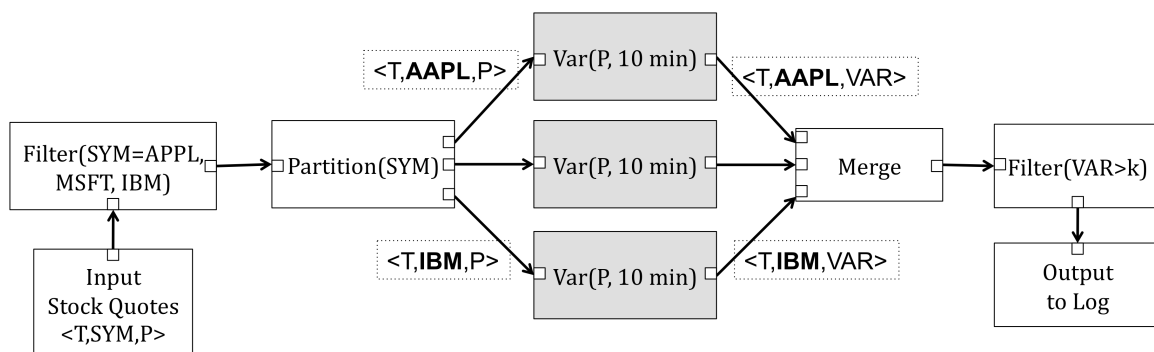 Input
Stock Quotes
<T,SYM,P>
Filter(SYM=APPL,
MSFT, IBM)
Partition(SYM)
<T,AAPL,P>
<T,IBM,P>
Var(P, 10 min)
Var(P, 10 min)
Var(P, 10 min)
<T,AAPL,VAR>
<T,IBM,VAR>
Merge
Filter(VAR>k)
Output
to Log